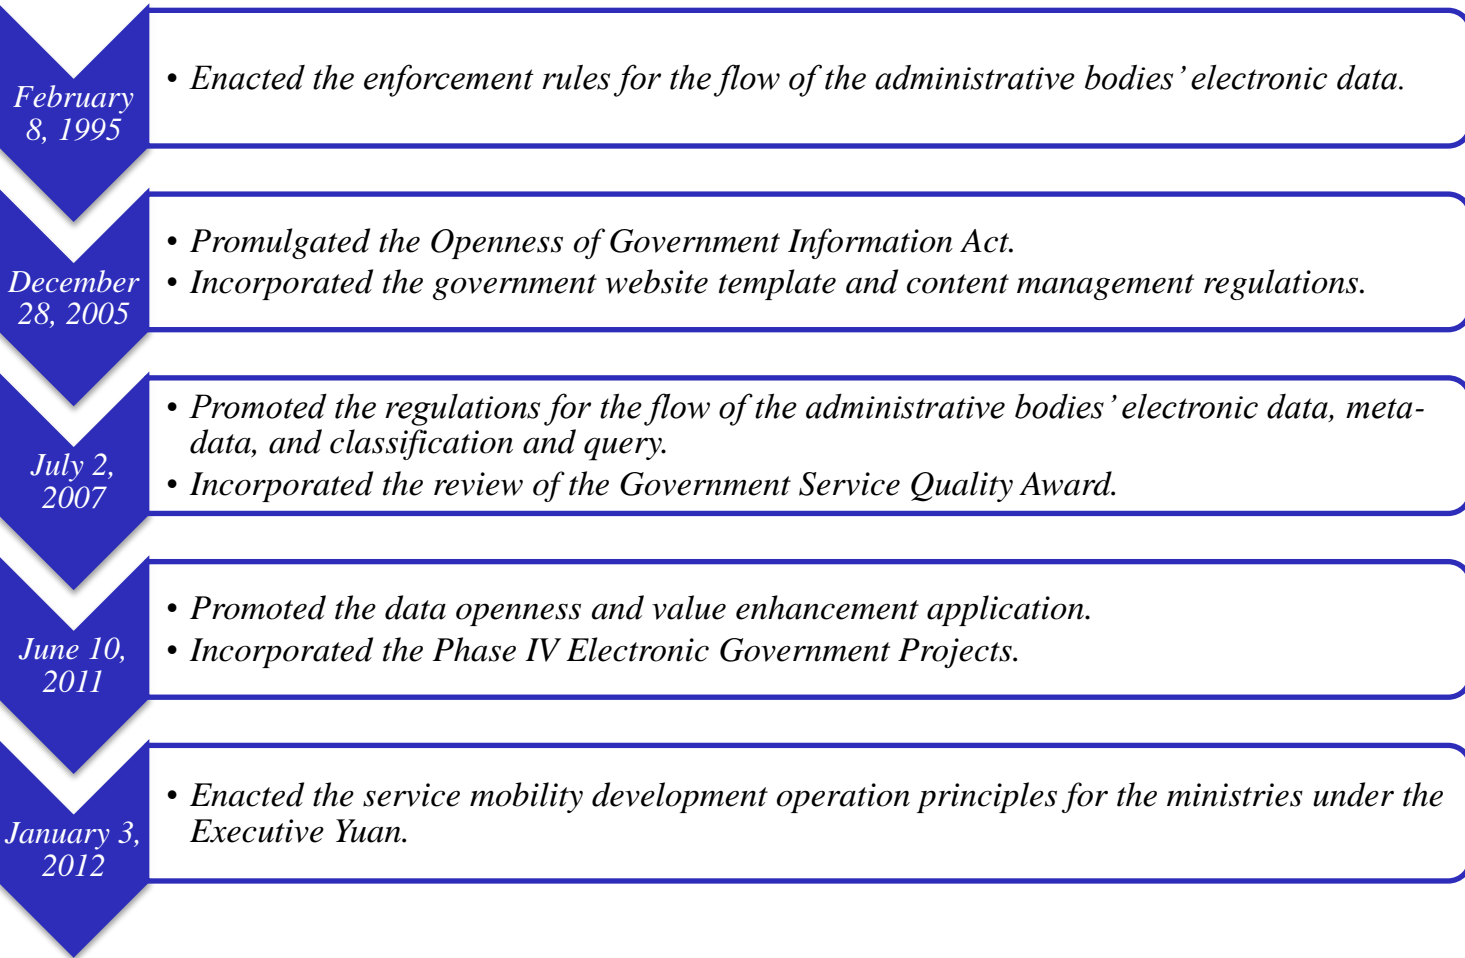 February
8, 1995
• Enacted the enforcement rules for the flow of the administrative bodies’ electronic data.
December
28, 2005
• Promulgated the Openness of Government Information Act.
• Incorporated the government website template and content management regulations.
July 2,
2007
• Promoted the regulations for the flow of the administrative bodies’ electronic data, meta-
data, and classification and query.
• Incorporated the review of the Government Service Quality Award.
June 10,
2011
• Promoted the data openness and value enhancement application.
• Incorporated the Phase IV Electronic Government Projects.
January 3,
2012
• Enacted the service mobility development operation principles for the ministries under the
Executive Yuan.